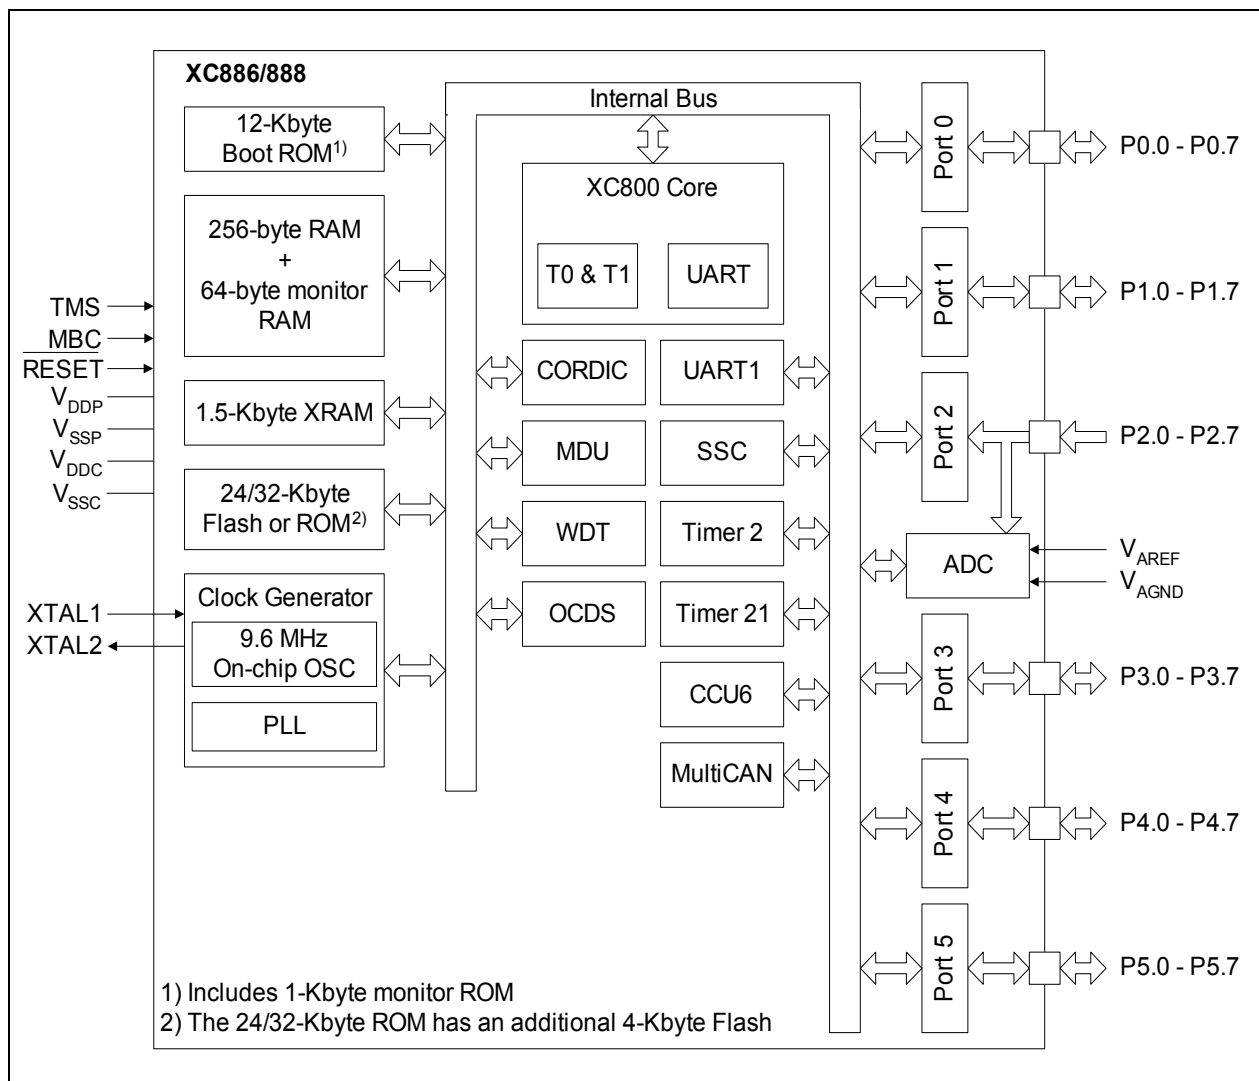 XC886/888
Internal Bus
12-Kbyte
Boot ROM1)
256-byte RAM
+
64-byte monitor
RAM
1.5-Kbyte XRAM
24/32-Kbyte
Flash or ROM2)
Clock Generator
9.6 MHz
On-chip OSC
PLL
TMS
MBC
RESET
VDDP
VSSP
VDDC
VSSC
XTAL1
XTAL2
XC800 Core
T0 & T1
UART
CORDIC
UART1
MDU
SSC
WDT
Timer 2
OCDS
Timer 21
CCU6
MultiCAN
Port 0
P0.0 - P0.7
Port 1
P1.0 - P1.7
Port 2
P2.0 - P2.7
ADC
VAREF
VAGND
Port 3
P3.0 - P3.7
Port 4
P4.0 - P4.7
Port 5
P5.0 - P5.7
1) Includes 1-Kbyte monitor ROM
2) The 24/32-Kbyte ROM has an additional 4-Kbyte Flash